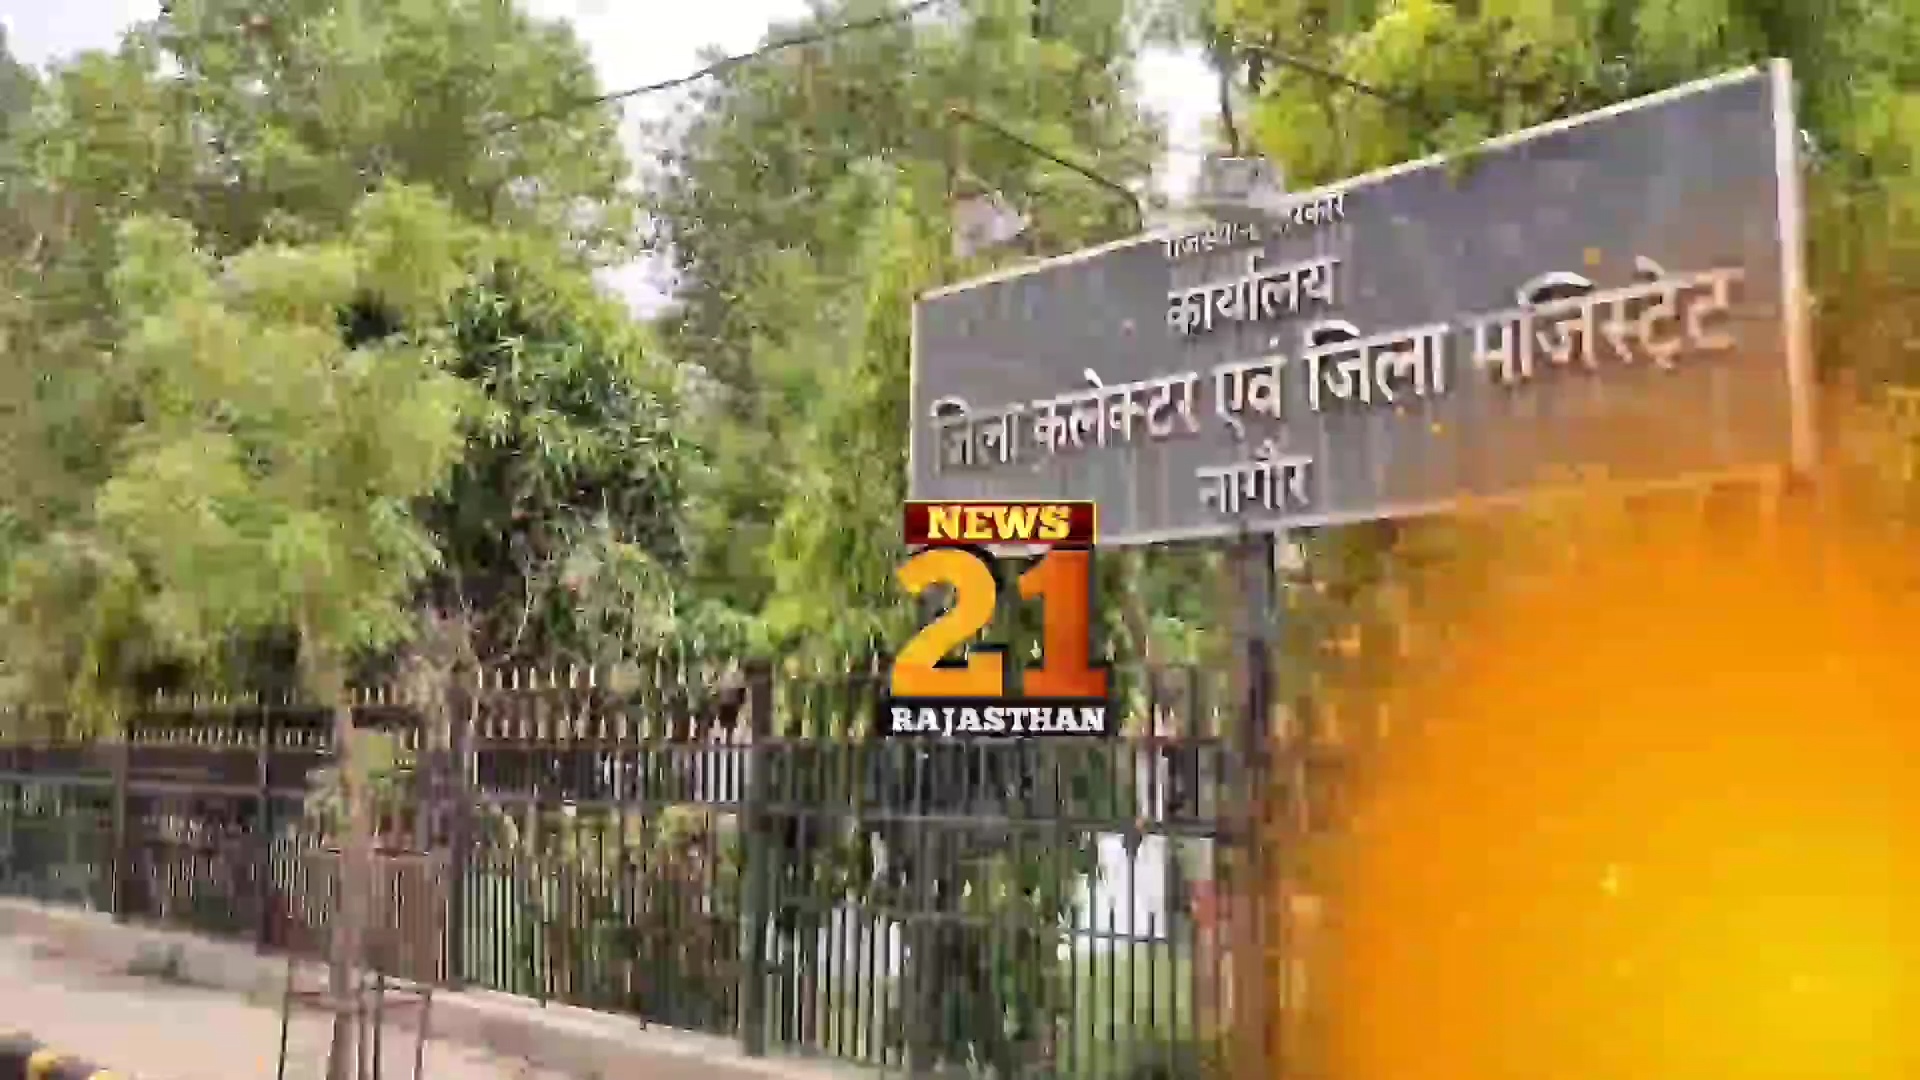 राजस्थान सरकार
कार्यालय
जिला कलेक्टर एवं जिला मजिस्ट्रेट
नागौर
NEWS
21
RAJASTHAN